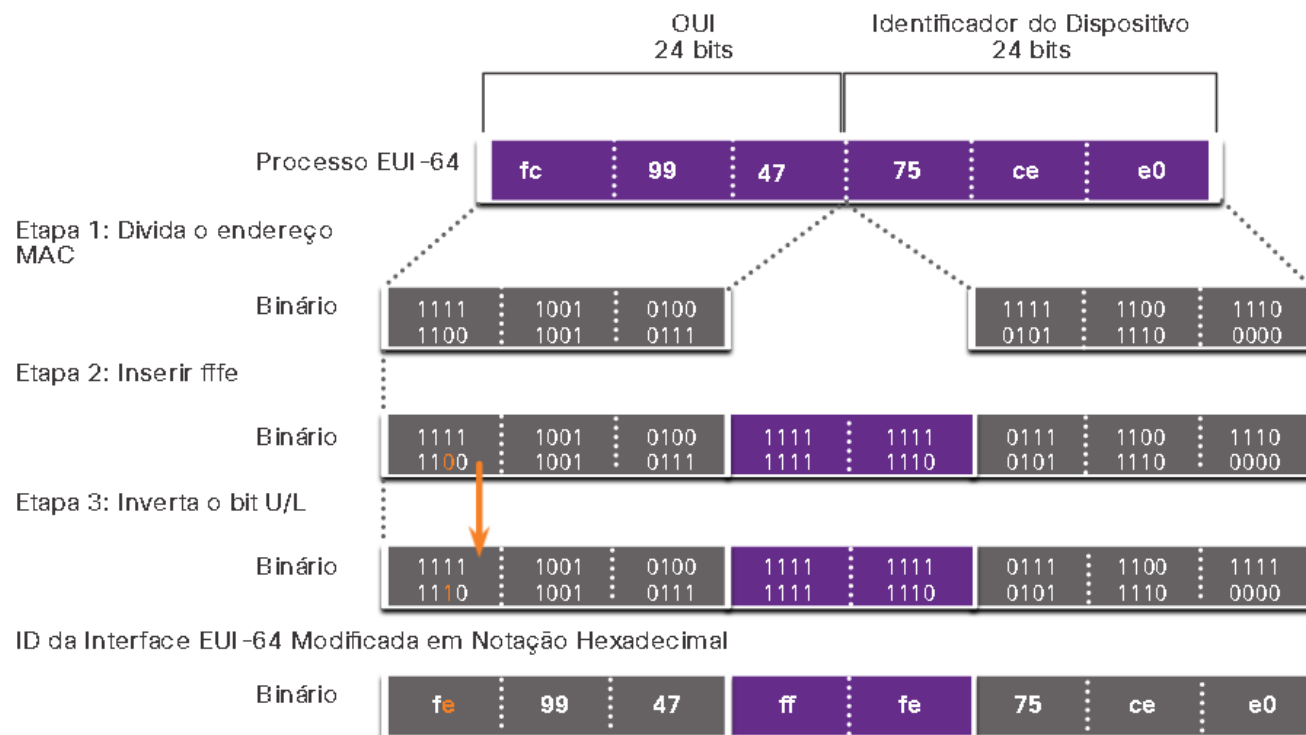 OUI
24 bits
Identificador do Dispositivo
24 bits
Processo EUI-64
fc 99 47 75 ce e0
Etapa 1: Divida o endereço
MAC
Binário
1111 1001 0100 1111 1100 1110
1100 1001 0111 0101 1110 0000
Etapa 2: Inserir fffe
Binário
1111 1001 0100 1111 1111 0111 1100 1110
1100 1001 0111 1111 1110 0101 1110 0000
Etapa 3: Inverta o bit U/L
Binário
1111 1001 0100 1111 1111 0111 1100 1111
1110 1001 0111 1111 1110 0101 1110 0000
ID da Interface EUI-64 Modificada em Notação Hexadecimal
Binário
fe 99 47 ff fe 75 ce e0